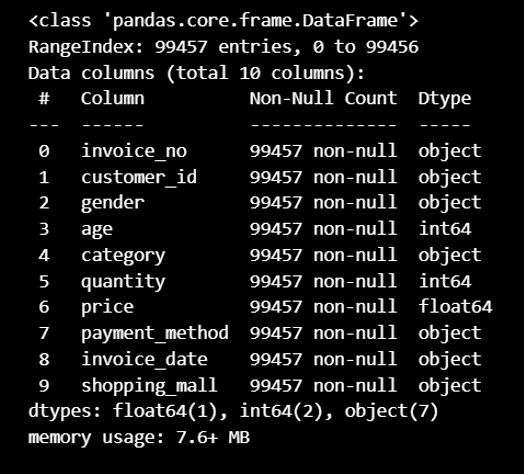 <class 'pandas.core.frame.DataFrame'>
RangeIndex: 99457 entries, 0 to 99456
Data columns (total 10 columns):
 #   Column          Non-Null Count  Dtype
---  ------          --------------  -----
 0   invoice_no      99457 non-null  object
 1   customer_id     99457 non-null  object
 2   gender          99457 non-null  object
 3   age             99457 non-null  int64
 4   category        99457 non-null  object
 5   quantity        99457 non-null  int64
 6   price           99457 non-null  float64
 7   payment_method  99457 non-null  object
 8   invoice_date    99457 non-null  object
 9   shopping_mall   99457 non-null  object
dtypes: float64(1), int64(2), object(7)
memory usage: 7.6+ MB